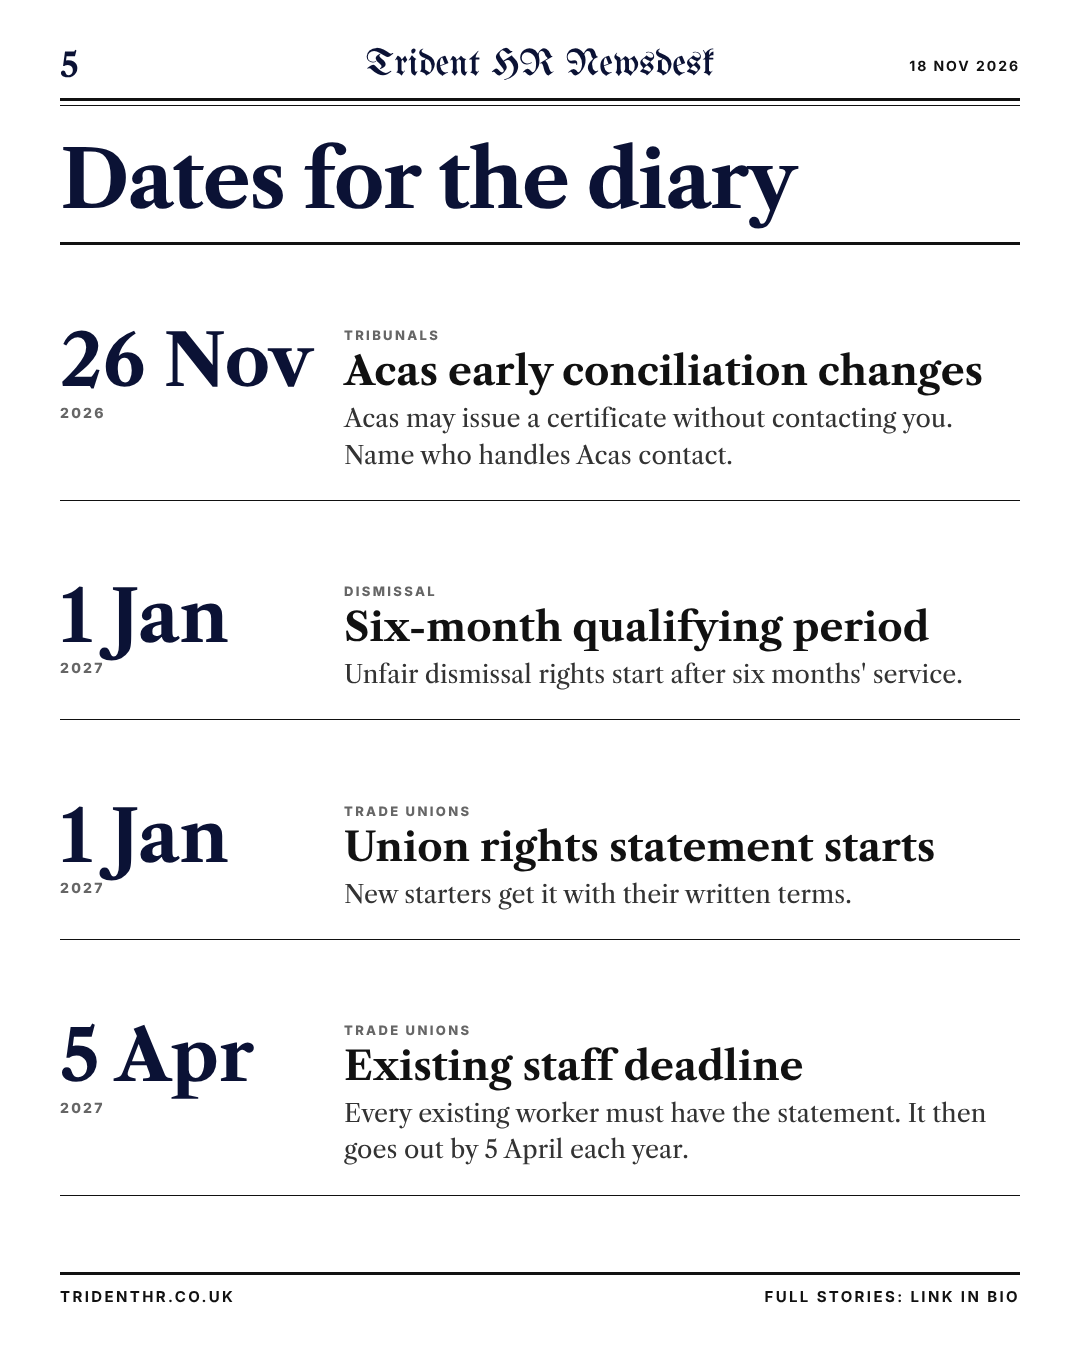 5
Trident HR Newsdesk
18 NOV 2026
Dates for the diary
26 Nov
2026
TRIBUNALS
Acas early conciliation changes
Acas may issue a certificate without contacting you.
Name who handles Acas contact.
1 Jan
2027
DISMISSAL
Six-month qualifying period
Unfair dismissal rights start after six months' service.
1 Jan
2027
TRADE UNIONS
Union rights statement starts
New starters get it with their written terms.
5 Apr
2027
TRADE UNIONS
Existing staff deadline
Every existing worker must have the statement. It then
goes out by 5 April each year.
TRIDENTHR.CO.UK
FULL STORIES: LINK IN BIO